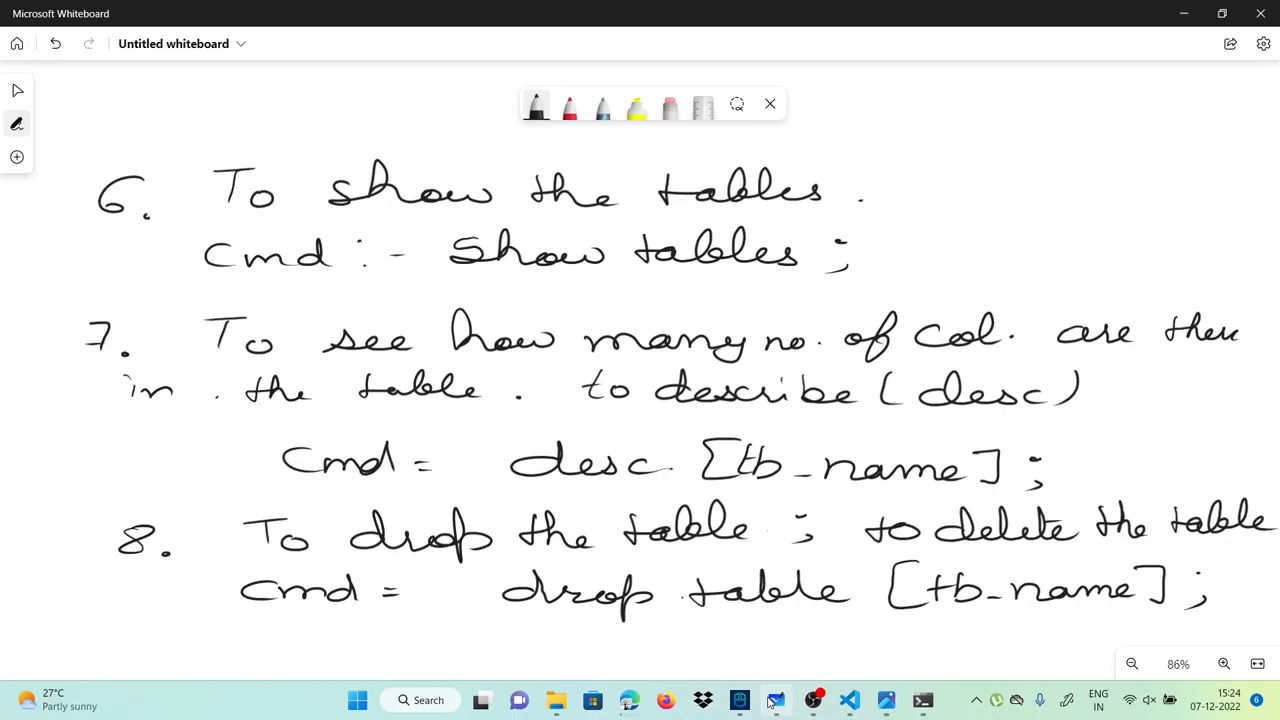 Microsoft Whiteboard
Untitled whiteboard
6. To show the tables.
Cmd :- Show tables ;
7. To see how many no. of Col. are there
in. the table. to describe (desc)
Cmd = desc. [tb_name];
8. To drop the table ; to delete the table
Cmd = drop table [tb_name];
86%
27°C
Partly sunny
Search
ENG
IN
15:24
07-12-2022
6